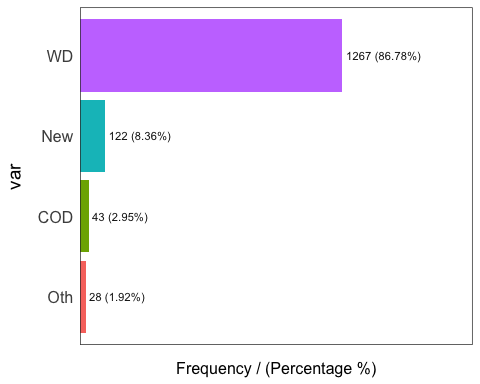 WD
1267 (86.78%)
New
122 (8.36%)
COD
43 (2.95%)
Oth
28 (1.92%)
var
Frequency / (Percentage %)